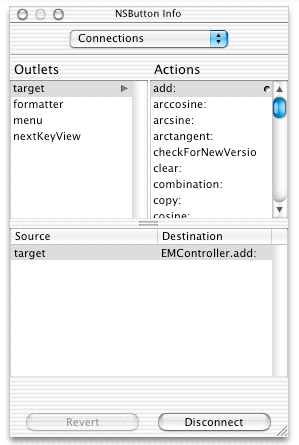 NSButton Info
Connections
Outlets
Actions
target
formatter
menu
nextKeyView
add:
arccosine:
arcsine:
arctangent:
checkForNewVersio
clear:
combination:
copy:
cosine:
Source Destination
target EMController.add:
Revert Disconnect